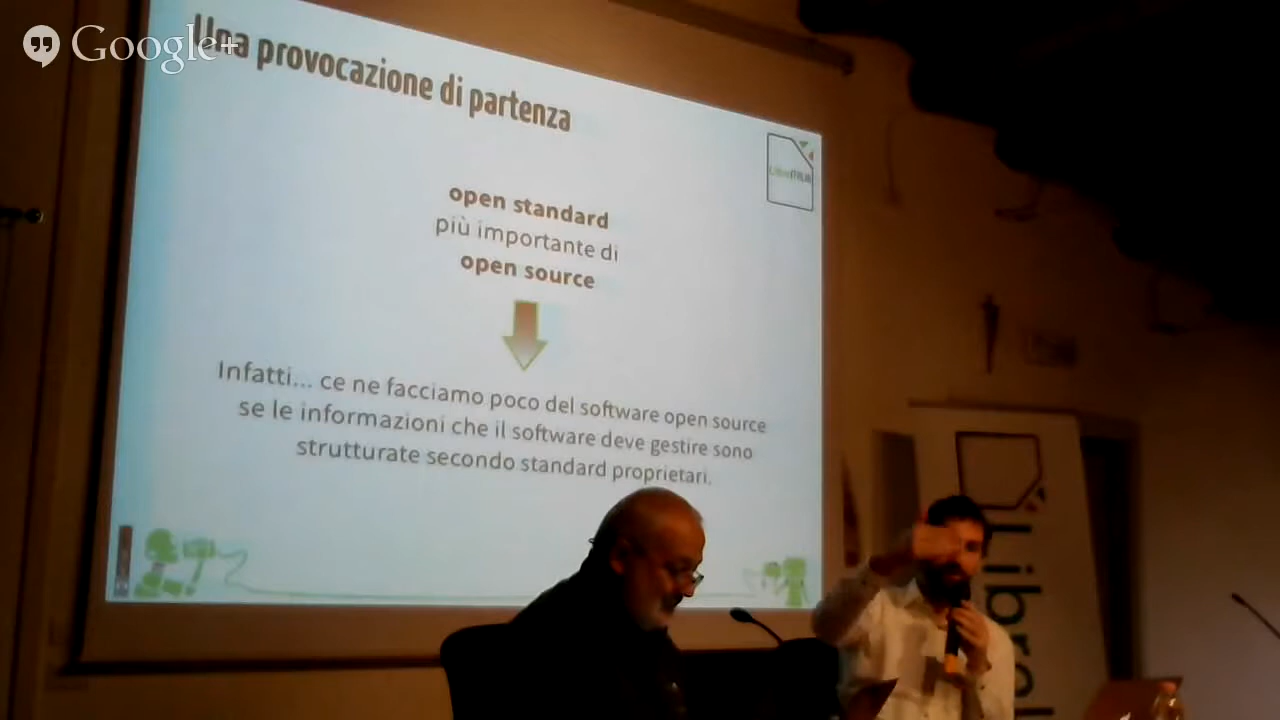 Google+
Una provocazione di partenza
LibreITALIA
open standard
più importante di
open source
Infatti... ce ne facciamo poco del software open source
se le informazioni che il software deve gestire sono
strutturate secondo standard proprietari.